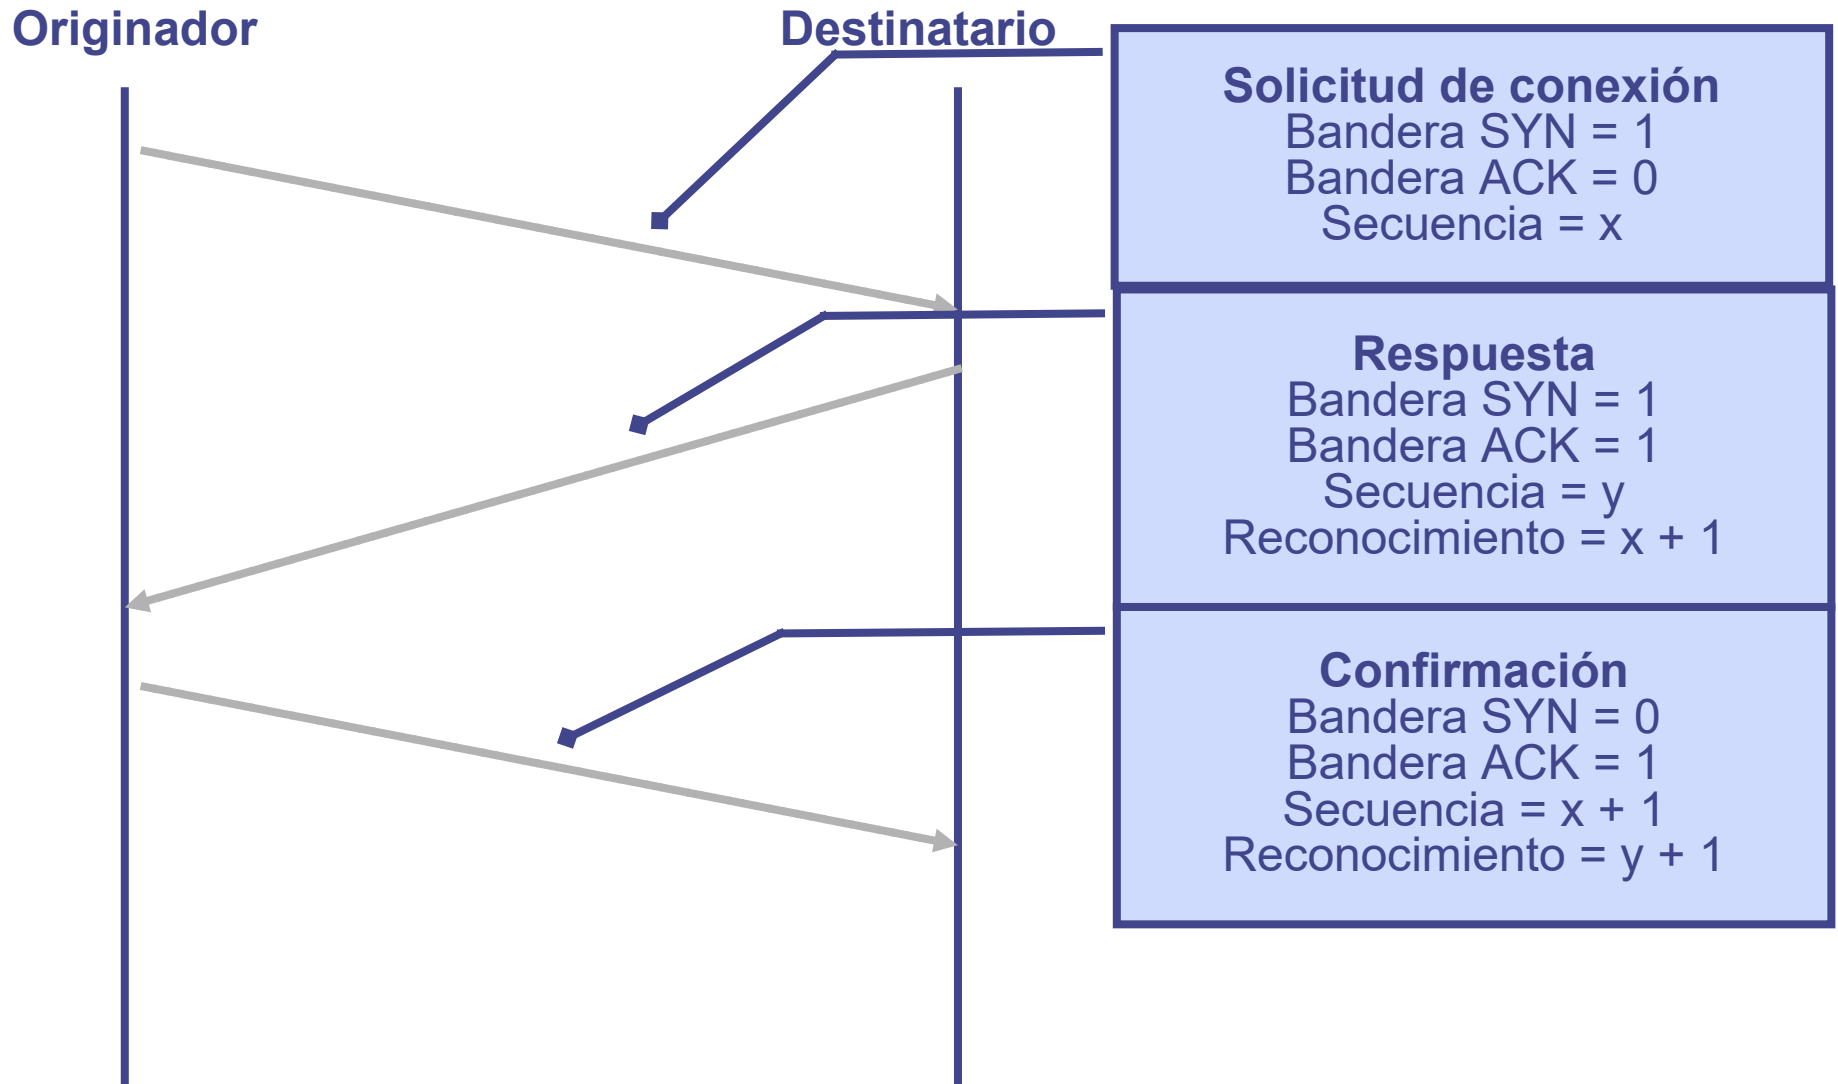 Originador
Destinatario
Solicitud de conexión
Bandera SYN = 1
Bandera ACK = 0
Secuencia = x
Respuesta
Bandera SYN = 1
Bandera ACK = 1
Secuencia = y
Reconocimiento = x + 1
Confirmación
Bandera SYN = 0
Bandera ACK = 1
Secuencia = x + 1
Reconocimiento = y + 1